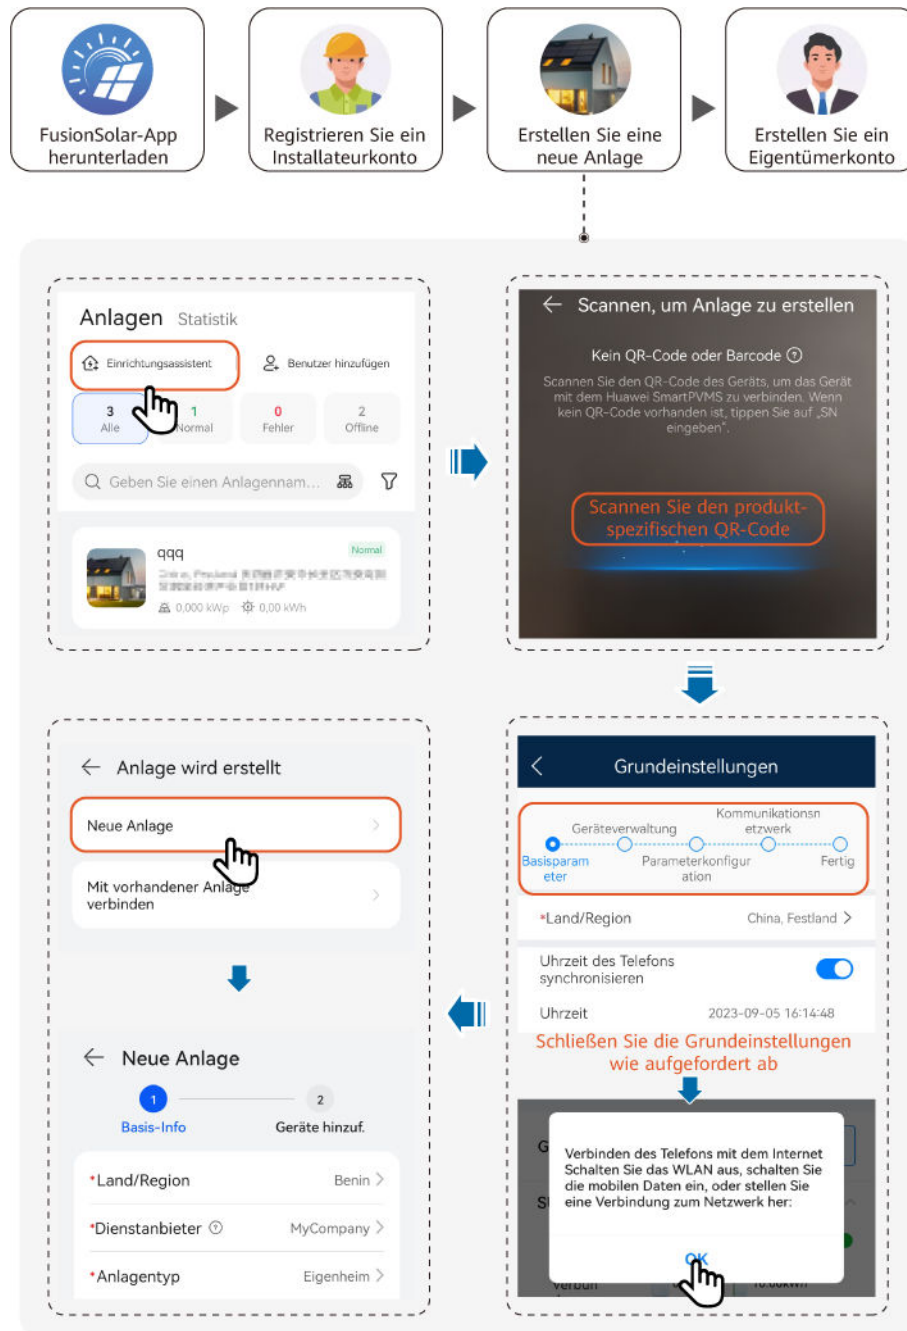 FusionSolar-App
herunterladen
Registrieren Sie ein
Installateurkonto
Erstellen Sie eine
neue Anlage
Erstellen Sie ein
Eigentümerkonto
Anlagen Statistik
Einrichtungsassistent
Benutzer hinzufügen
3
Alle
1
Normal
0
Fehler
2
Offline
Geben Sie einen Anlagennam...
qqq
Normal
0,000 kWp 0,00 kWh
Scannen, um Anlage zu erstellen
Kein QR-Code oder Barcode
Scannen Sie den QR-Code des Geräts, um das Gerät
mit dem Huawei SmartPVMS zu verbinden. Wenn
kein QR-Code vorhanden ist, tippen Sie auf „SN
eingeben“.
Scannen Sie den produkt-
spezifischen QR-Code
Grundeinstellungen
Kommunikationsn
Geräteverwaltung etzwerk
Basisparam Parameterkonfigur Fertig
eter ation
*Land/Region China, Festland
Uhrzeit des Telefons
synchronisieren
Uhrzeit 2023-09-05 16:14:48
Schließen Sie die Grundeinstellungen
wie aufgefordert ab
Verbinden des Telefons mit dem Internet
Schalten Sie das WLAN aus, schalten Sie
die mobilen Daten ein, oder stellen Sie
eine Verbindung zum Netzwerk her:
OK
Anlage wird erstellt
Neue Anlage
Mit vorhandener Anlage
verbinden
Neue Anlage
1
2
Basis-Info
Geräte hinzuf.
*Land/Region Benin
*Dienstanbieter MyCompany
*Anlagentyp Eigenheim